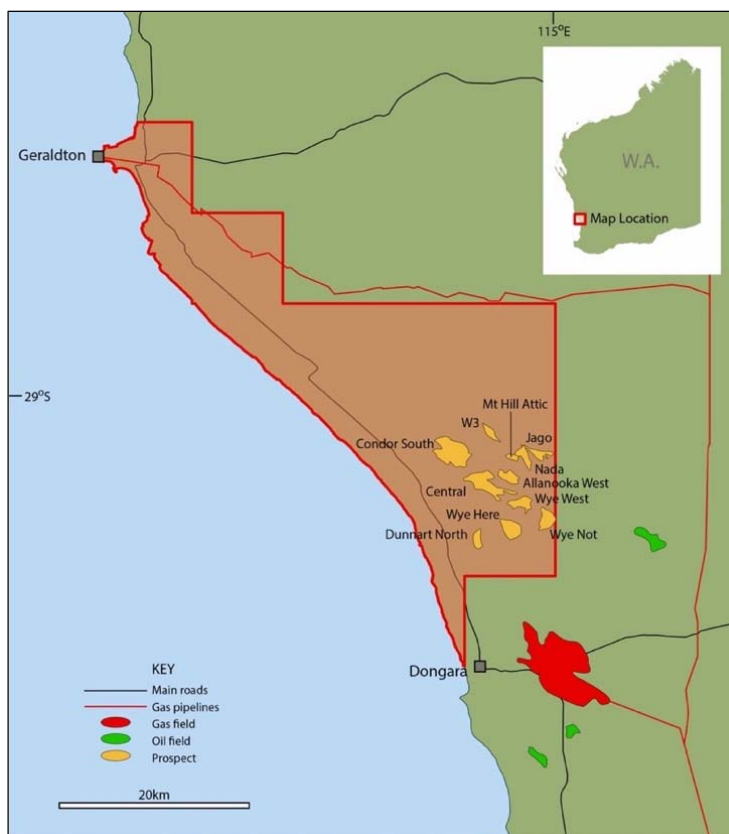 115°E
Geraldton
W.A.
Map Location
29°S
Mt Hill Attic
W3
Jago
Condor South
Nada
Allanooka West
Central
Wye West
Wye Here
Dunnart North
Wye Not
Dongara
KEY
Main roads
Gas pipelines
Gas field
Oil field
Prospect
20km